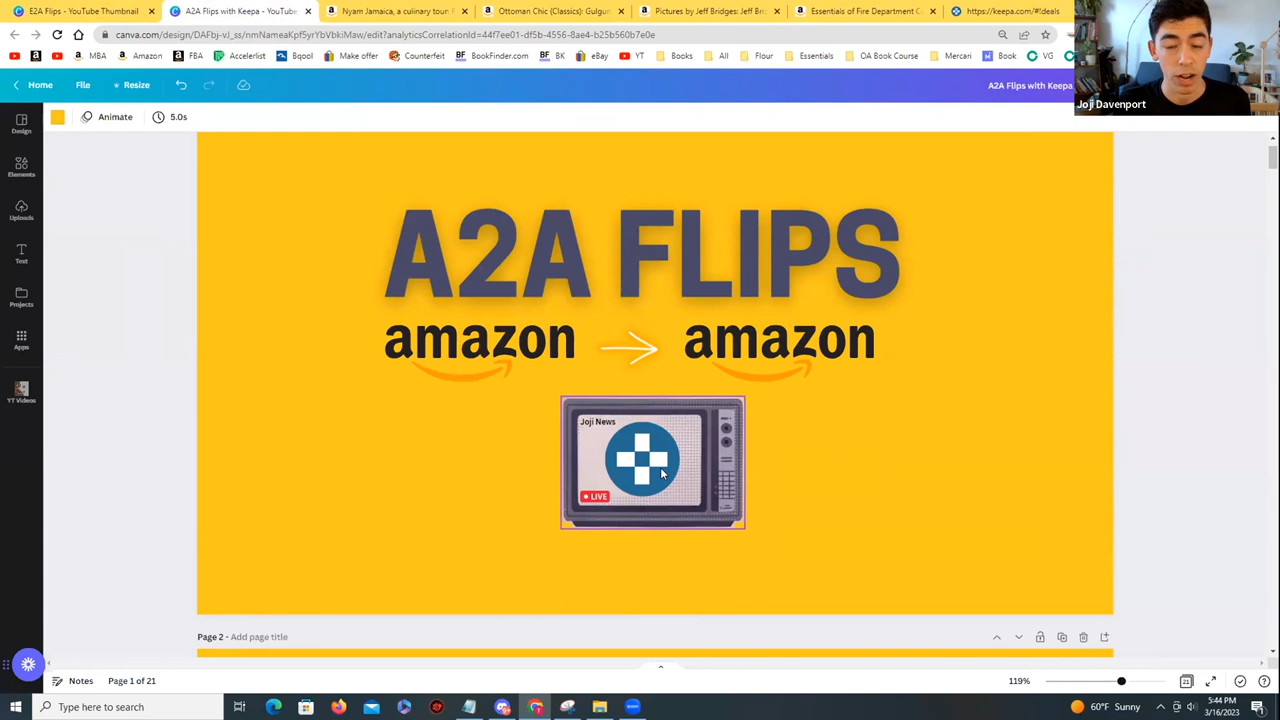 E2A Flips - YouTube Thumbnail
A2A Flips with Keepa - YouTube
Nyam Jamaica, a culinary tour: F
Ottoman Chic (Classics): Gulgun
Pictures by Jeff Bridges: Jeff Bri
Essentials of Fire Department C
https://keepa.com/#!deals
canva.com/design/DAFbj-vJ_ss/nnNameaKpf5yrYbVbkiMaw/edit?analyticsCorrelationId=44f7ee01-df5b-4556-8ae4-b25b560b7e0e
MBA
Amazon
FBA
Accelerlist
Bqool
Make offer
Counterfeit
BookFinder.com
BK
eBay
YT
Books
All
Flour
Essentials
OA Book Course
Mercari
Book
VG
Home
File
Resize
A2A Flips with Keepa
Joji Davenport
Animate
5.0s
Design
Elements
Uploads
Text
Projects
Apps
YT Videos
A2A FLIPS
amazon
amazon
Joji News
LIVE
Page 2 - Add page title
Notes
Page 1 of 21
119%
21
Type here to search
60°F Sunny
5:44 PM
3/16/2023